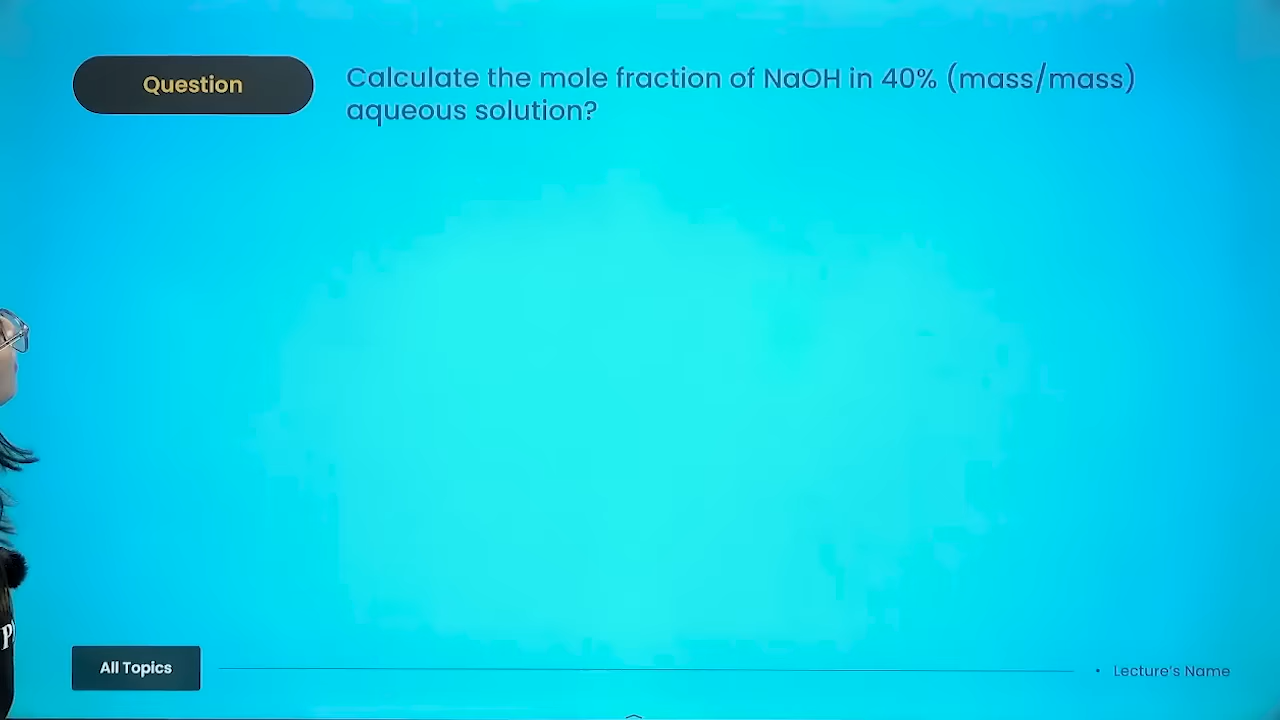 Question
Calculate the mole fraction of NaOH in 40% (mass/mass)
aqueous solution?
All Topics
• Lecture's Name